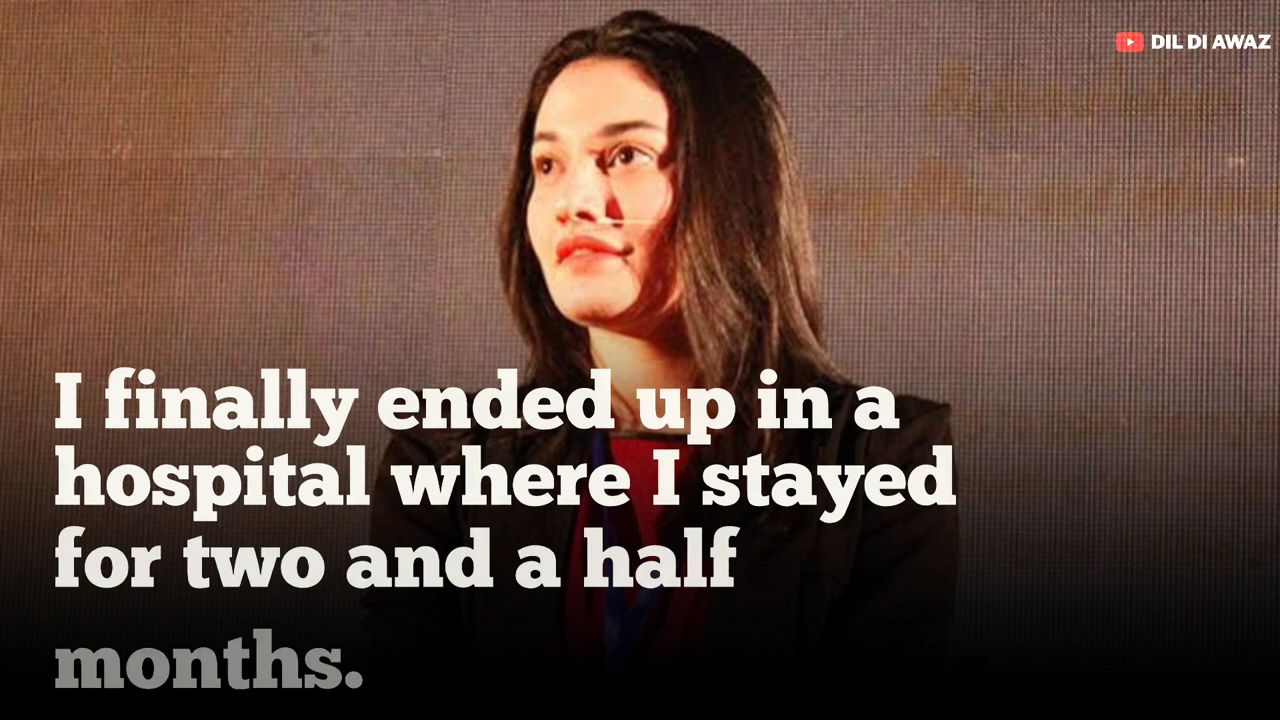 DIL DI AWAZ
I finally ended up in a
hospital where I stayed
for two and a half
months.